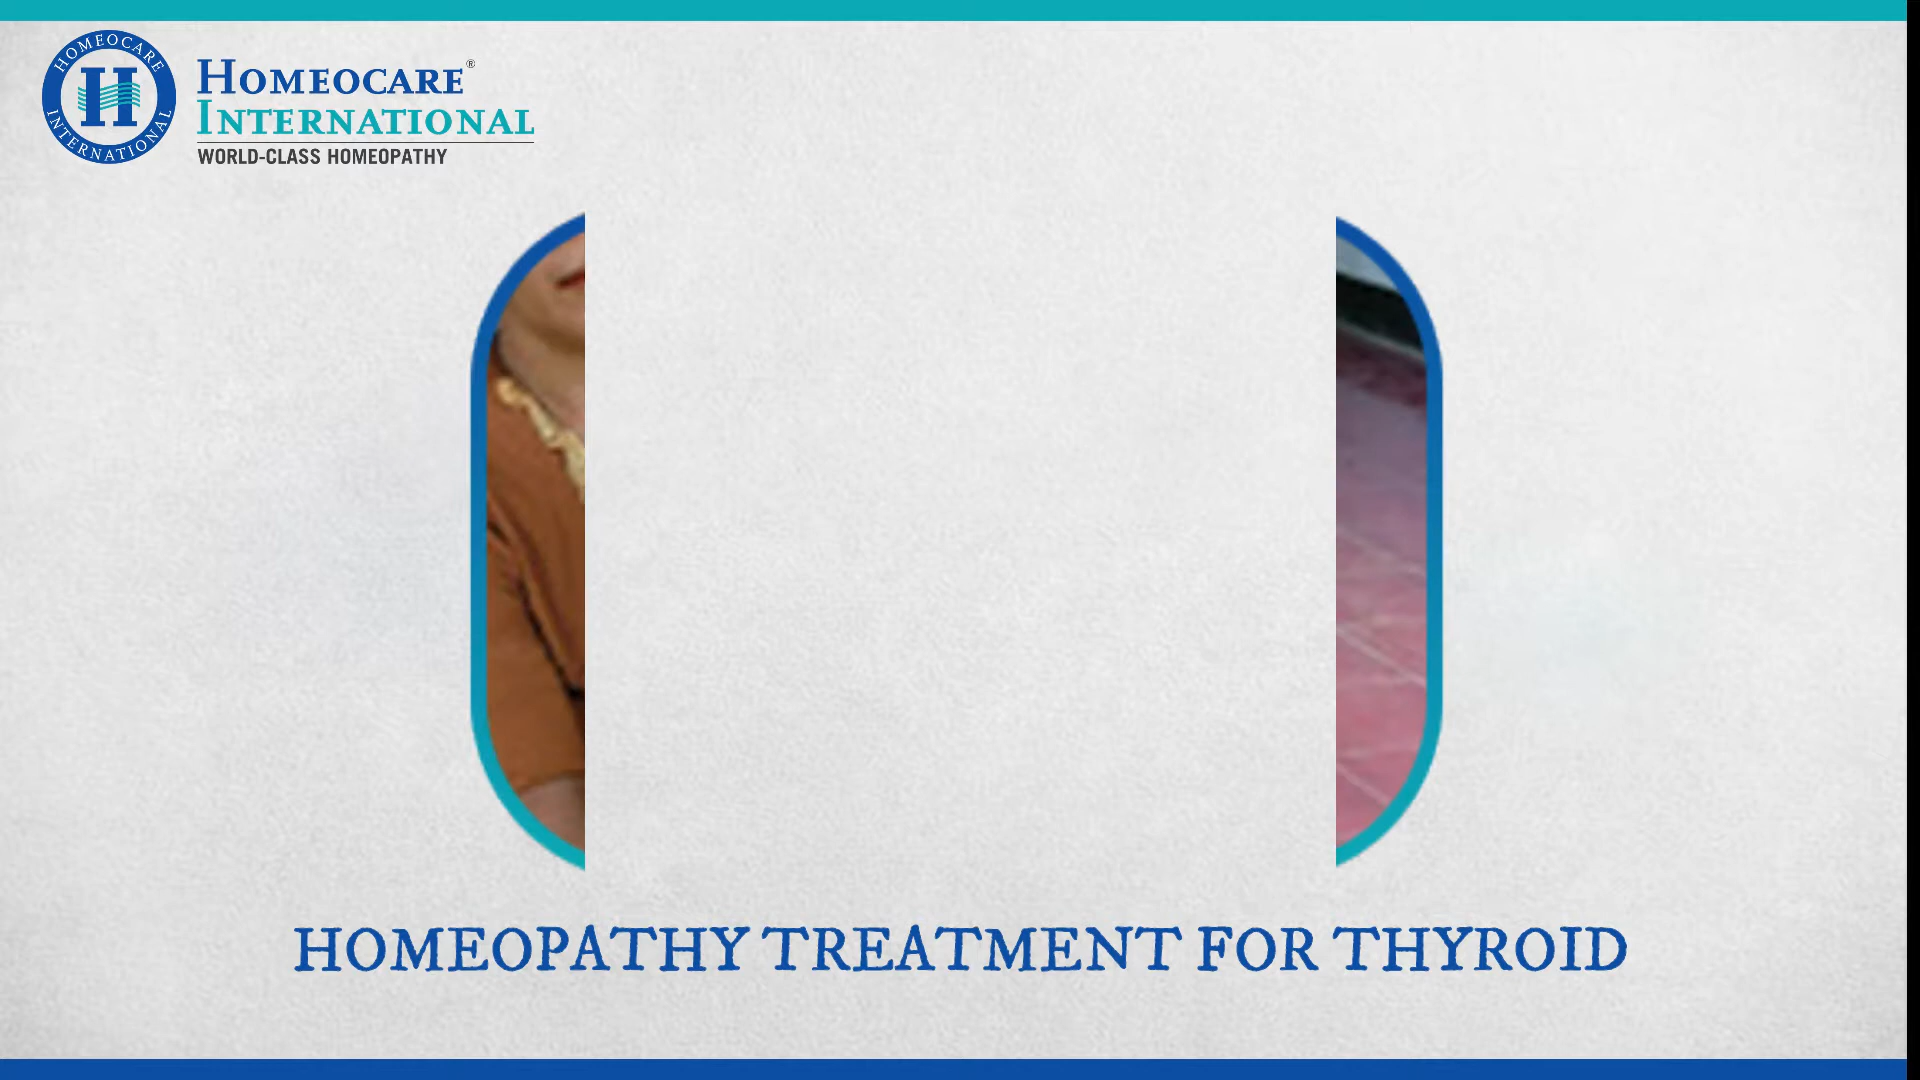 HOMEOCARE
INTERNATIONAL
HOMEOCARE®
INTERNATIONAL
WORLD-CLASS HOMEOPATHY
HOMEOPATHY TREATMENT FOR THYROID